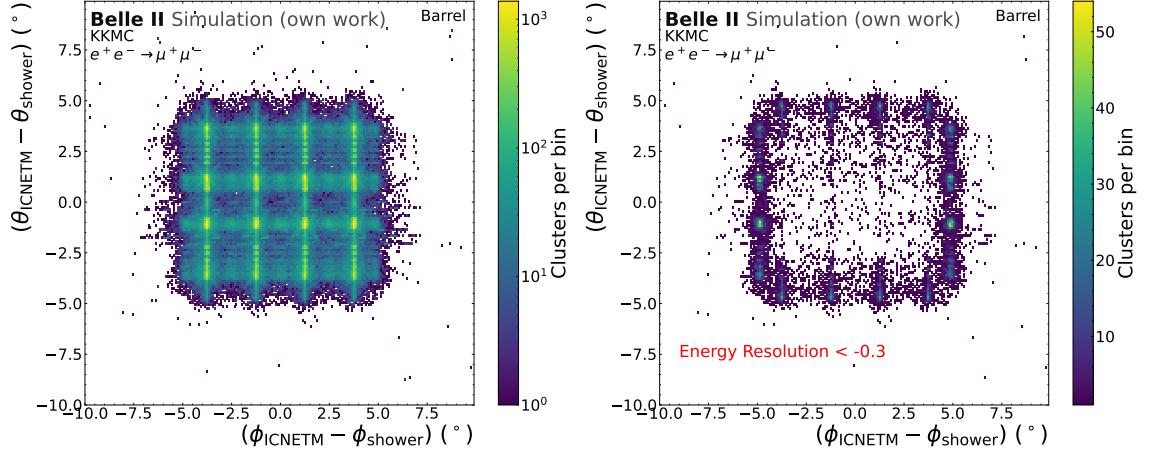 Belle II Simulation (own work)
Barrel
KKMC
e⁺e⁻ → μ⁺μ⁻
(θ_ICNETM − θ_shower) (°)
7.5
5.0
2.5
0.0
−2.5
−5.0
−7.5
−10.0
−10.0 −7.5 −5.0 −2.5 0.0 2.5 5.0 7.5
(ϕ_ICNETM − ϕ_shower) (°)
10³
10²
10¹
10⁰
Clusters per bin
Belle II Simulation (own work)
Barrel
KKMC
e⁺e⁻ → μ⁺μ⁻
(θ_ICNETM − θ_shower) (°)
7.5
5.0
2.5
0.0
−2.5
−5.0
−7.5
−10.0
Energy Resolution < -0.3
−10.0 −7.5 −5.0 −2.5 0.0 2.5 5.0 7.5
(ϕ_ICNETM − ϕ_shower) (°)
50
40
30
20
10
Clusters per bin